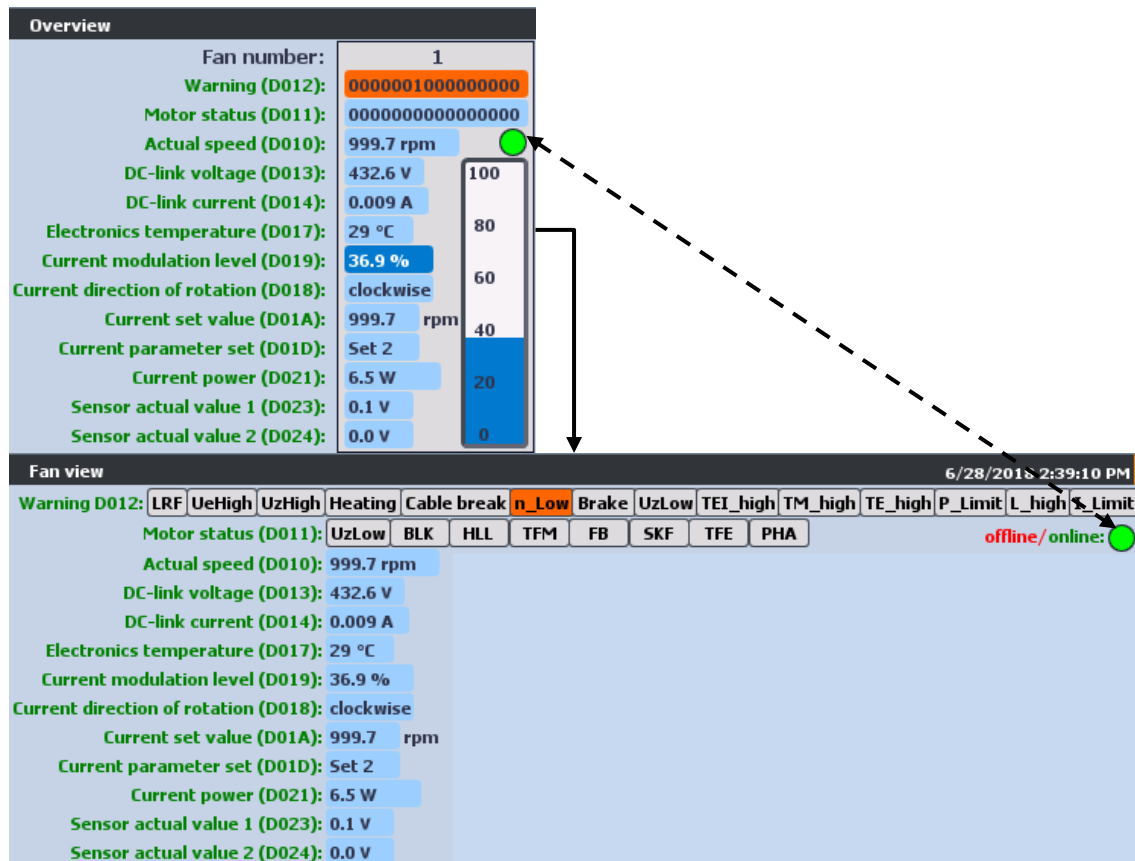 Overview
Fan number: 1
Warning (D012): 0000001000000000
Motor status (D011): 0000000000000000
Actual speed (D010): 999.7 rpm
DC-link voltage (D013): 432.6 V 100
DC-link current (D014): 0.009 A
Electronics temperature (D017): 29 °C 80
Current modulation level (D019): 36.9 %
60
Current direction of rotation (D018): clockwise
Current set value (D01A): 999.7 rpm 40
Current parameter set (D01D): Set 2
Current power (D021): 6.5 W 20
Sensor actual value 1 (D023): 0.1 V
Sensor actual value 2 (D024): 0.0 V 0
Fan view 6/28/2018 2:39:10 PM
Warning D012: LRF UeHigh UzHigh Heating Cable break n_Low Brake UzLow TEI_high TM_high TE_high P_Limit L_high I_Limit
Motor status (D011): UzLow BLK HLL TFM FB SKF TFE PHA offline/online:
Actual speed (D010): 999.7 rpm
DC-link voltage (D013): 432.6 V
DC-link current (D014): 0.009 A
Electronics temperature (D017): 29 °C
Current modulation level (D019): 36.9 %
Current direction of rotation (D018): clockwise
Current set value (D01A): 999.7 rpm
Current parameter set (D01D): Set 2
Current power (D021): 6.5 W
Sensor actual value 1 (D023): 0.1 V
Sensor actual value 2 (D024): 0.0 V